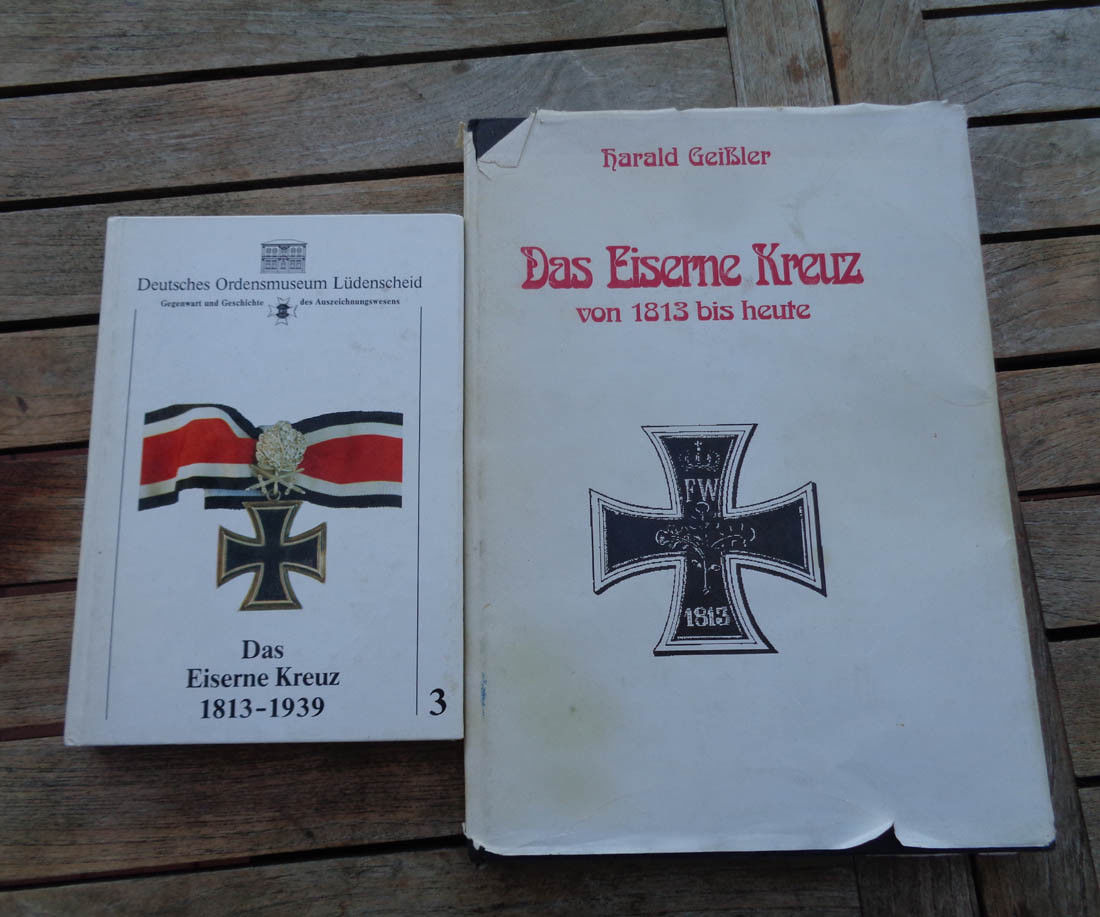 Deutsches Ordensmuseum Lüdenscheid
Gegenwart und Geschichte des Auszeichnungswesens
Das
Eiserne Kreuz
1813-1939
3
Harald Geißler
Das Eiserne Kreuz
von 1813 bis heute
FW
1813